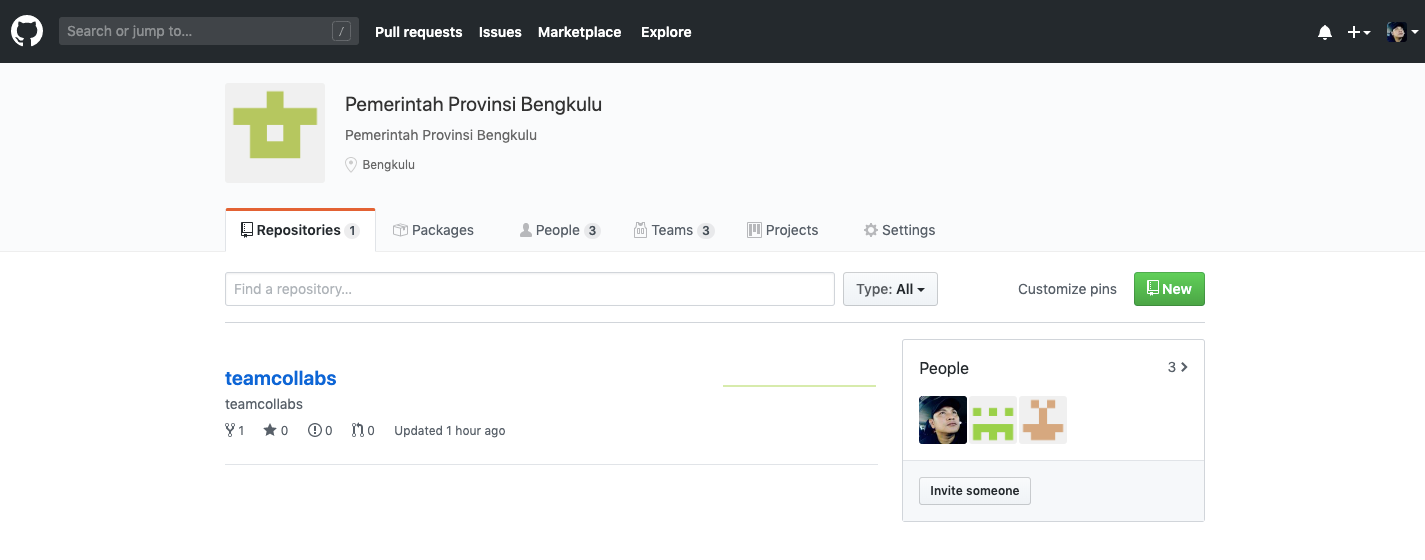 Search or jump to... /
Pull requests Issues Marketplace Explore
Pemerintah Provinsi Bengkulu
Pemerintah Provinsi Bengkulu
Bengkulu
Repositories 1 Packages People 3 Teams 3 Projects Settings
Find a repository... Type: All Customize pins New
teamcollabs
teamcollabs
1 0 0 0 Updated 1 hour ago
People 3
Invite someone